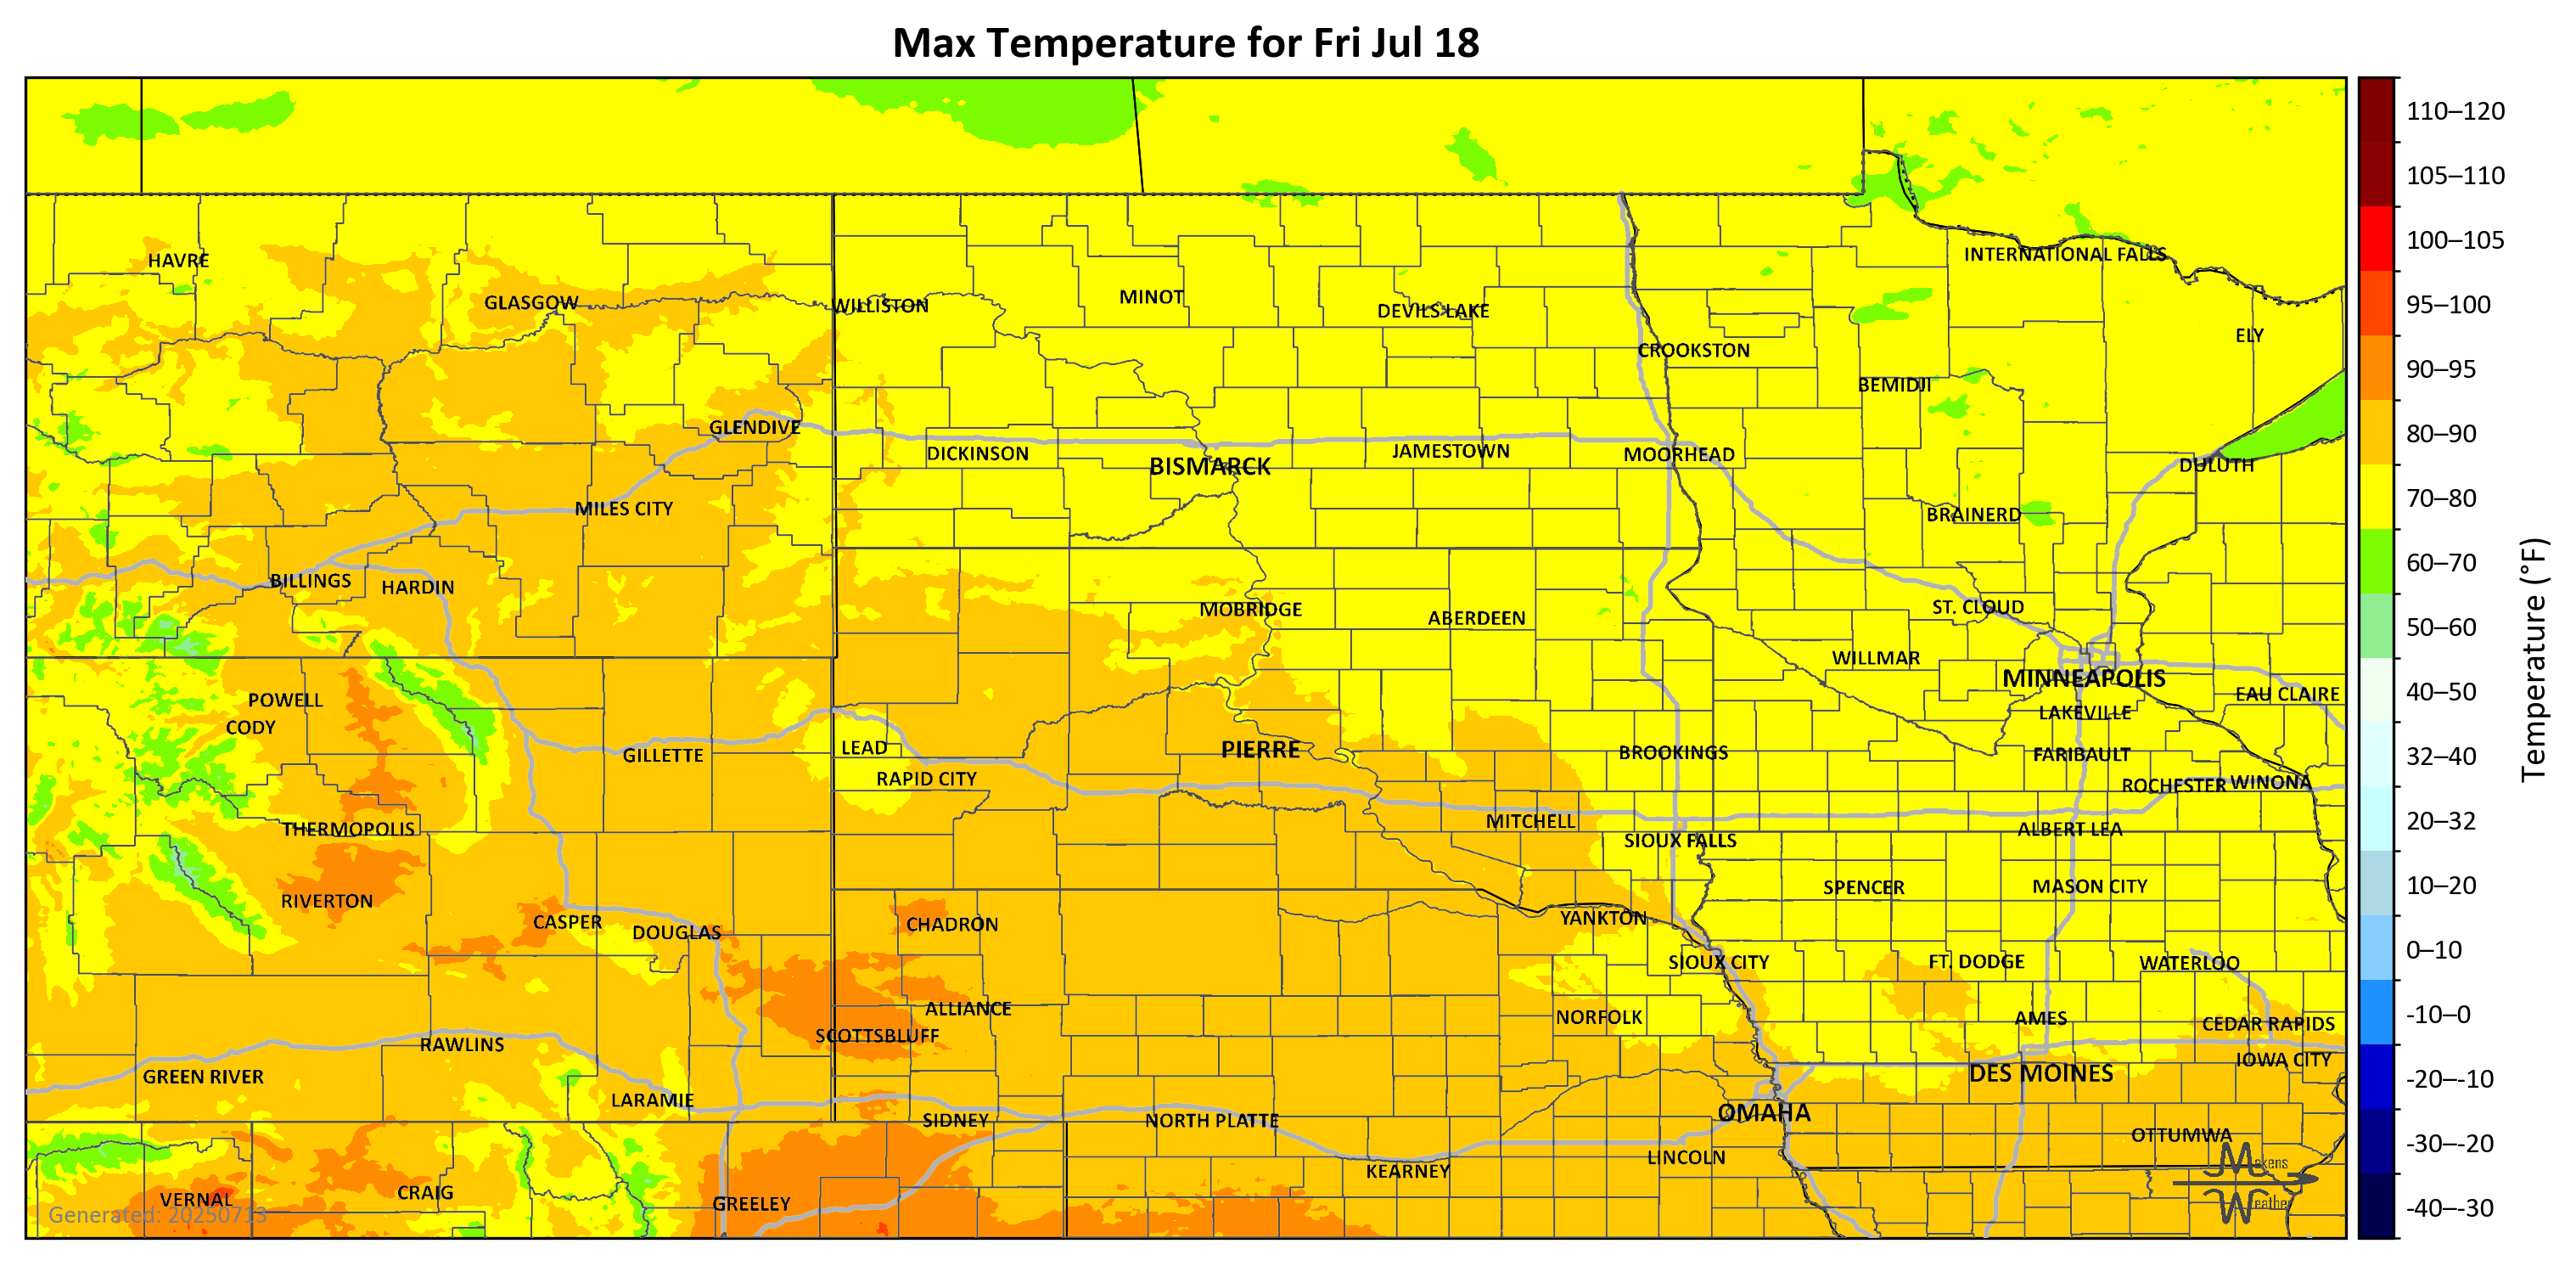 Max Temperature for Fri Jul 18
110–120
105–110
100–105
95–100
90–95
80–90
70–80
60–70
50–60
40–50
32–40
20–32
10–20
0–10
-10–0
-20–-10
-30–-20
-40–-30
Temperature (°F)
HAVRE
GLASGOW
WILLISTON
MINOT
DEVILS LAKE
INTERNATIONAL FALLS
CROOKSTON
ELY
BEMIDJI
GLENDIVE
DICKINSON
BISMARCK
JAMESTOWN
MOORHEAD
DULUTH
MILES CITY
BRAINERD
BILLINGS
HARDIN
MOBRIDGE
ABERDEEN
ST. CLOUD
WILLMAR
MINNEAPOLIS
EAU CLAIRE
POWELL
CODY
LAKEVILLE
GILLETTE
LEAD
PIERRE
BROOKINGS
FARIBAULT
RAPID CITY
ROCHESTER
WINONA
THERMOPOLIS
MITCHELL
SIOUX FALLS
ALBERT LEA
RIVERTON
SPENCER
MASON CITY
CASPER
DOUGLAS
CHADRON
YANKTON
SIOUX CITY
FT. DODGE
WATERLOO
ALLIANCE
NORFOLK
AMES
CEDAR RAPIDS
SCOTTSBLUFF
RAWLINS
IOWA CITY
GREEN RIVER
DES MOINES
LARAMIE
SIDNEY
NORTH PLATTE
OMAHA
OTTUMWA
LINCOLN
KEARNEY
VERNAL
CRAIG
GREELEY
Makens
Weather
Generated: 20250713